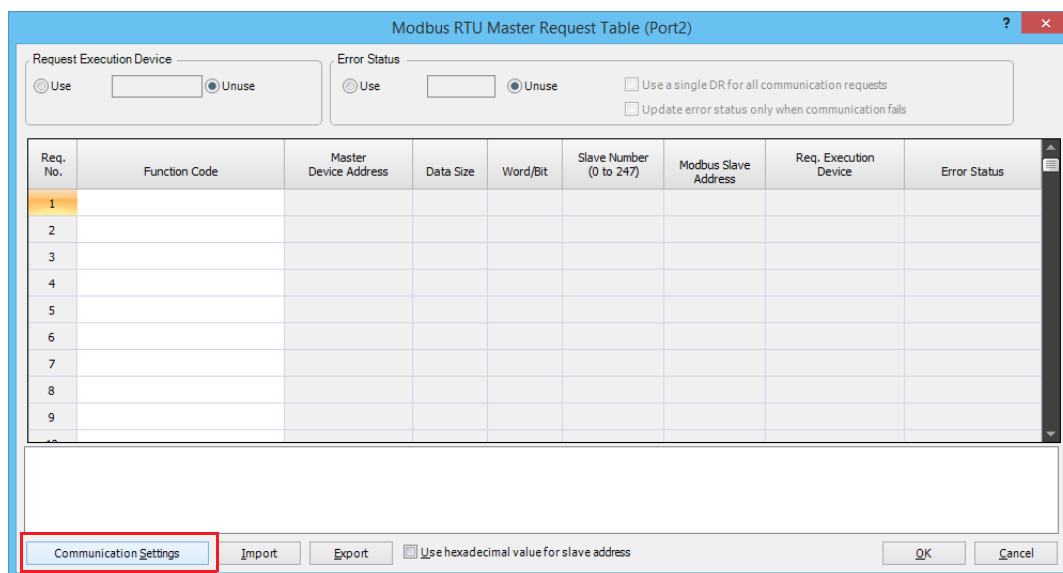 Modbus RTU Master Request Table (Port2) ? ×
Request Execution Device Error Status
Use Unuse Use Unuse Use a single DR for all communication requests
Update error status only when communication fails
Req. No. Function Code Master Device Address Data Size Word/Bit Slave Number (0 to 247) Modbus Slave Address Req. Execution Device Error Status
1
2
3
4
5
6
7
8
9
Communication Settings Import Export Use hexadecimal value for slave address OK Cancel